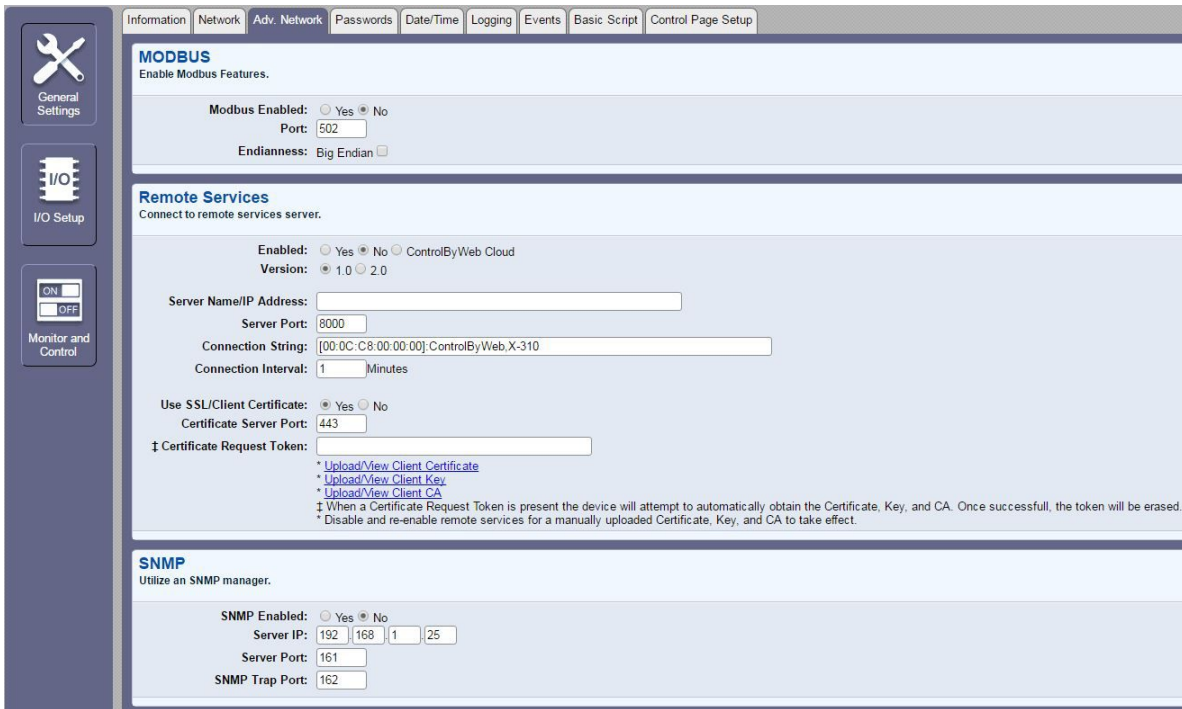 Information Network Adv. Network Passwords Date/Time Logging Events Basic Script Control Page Setup
General
Settings
I/O
I/O Setup
ON
OFF
Monitor and
Control
MODBUS
Enable Modbus Features.
Modbus Enabled: Yes No
Port: 502
Endianness: Big Endian
Remote Services
Connect to remote services server.
Enabled: Yes No ControlByWeb Cloud
Version: 1.0 2.0
Server Name/IP Address:
Server Port: 8000
Connection String: [00:0C:C8:00:00:00]:ControlByWeb,X-310
Connection Interval: 1 Minutes
Use SSL/Client Certificate: Yes No
Certificate Server Port: 443
‡ Certificate Request Token:
* Upload/View Client Certificate
* Upload/View Client Key
* Upload/View Client CA
‡ When a Certificate Request Token is present the device will attempt to automatically obtain the Certificate, Key, and CA. Once successfull, the token will be erased.
* Disable and re-enable remote services for a manually uploaded Certificate, Key, and CA to take effect.
SNMP
Utilize an SNMP manager.
SNMP Enabled: Yes No
Server IP: 192 .168 .1 .25
Server Port: 161
SNMP Trap Port: 162